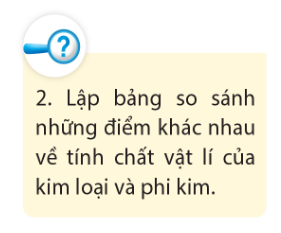 ?
2. Lập bảng so sánh
những điểm khác nhau
về tính chất vật lí của
kim loại và phi kim.